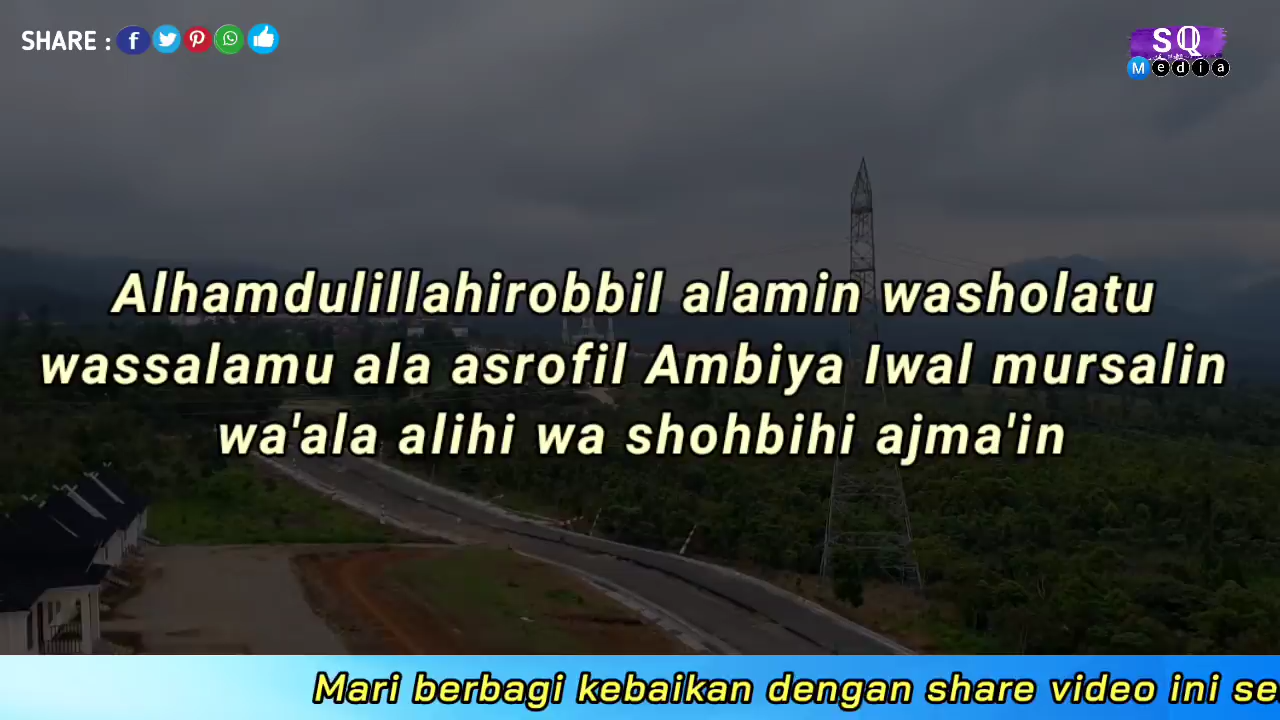 SHARE :
SQ
Media
Alhamdulillahirobbil alamin washolatu
wassalamu ala asrofil Ambiya Iwal mursalin
wa'ala alihi wa shohbihi ajma'in
Mari berbagi kebaikan dengan share video ini se